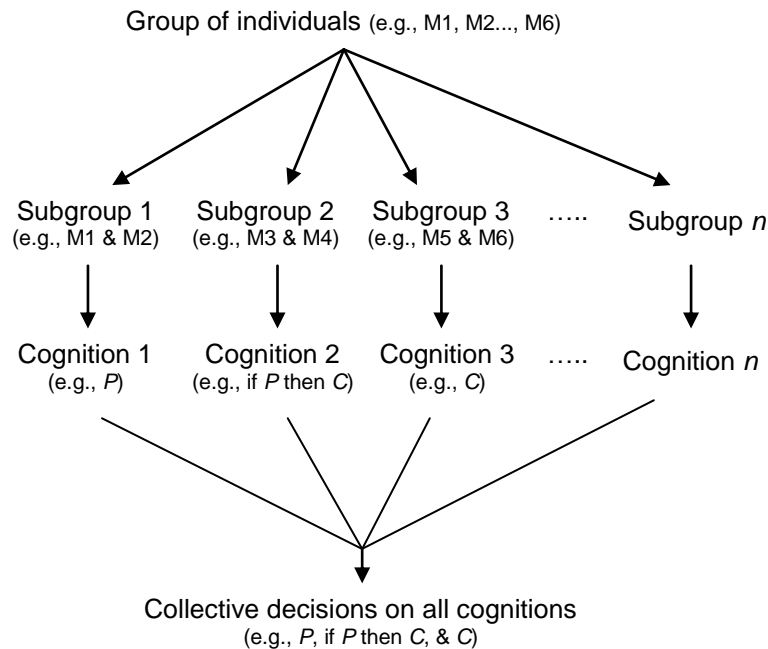 Group of individuals (e.g., M1, M2..., M6)
Subgroup 1 Subgroup 2 Subgroup 3 ..... Subgroup n
(e.g., M1 & M2) (e.g., M3 & M4) (e.g., M5 & M6)
Cognition 1 Cognition 2 Cognition 3 ..... Cognition n
(e.g., P) (e.g., if P then C) (e.g., C)
Collective decisions on all cognitions
(e.g., P, if P then C, & C)